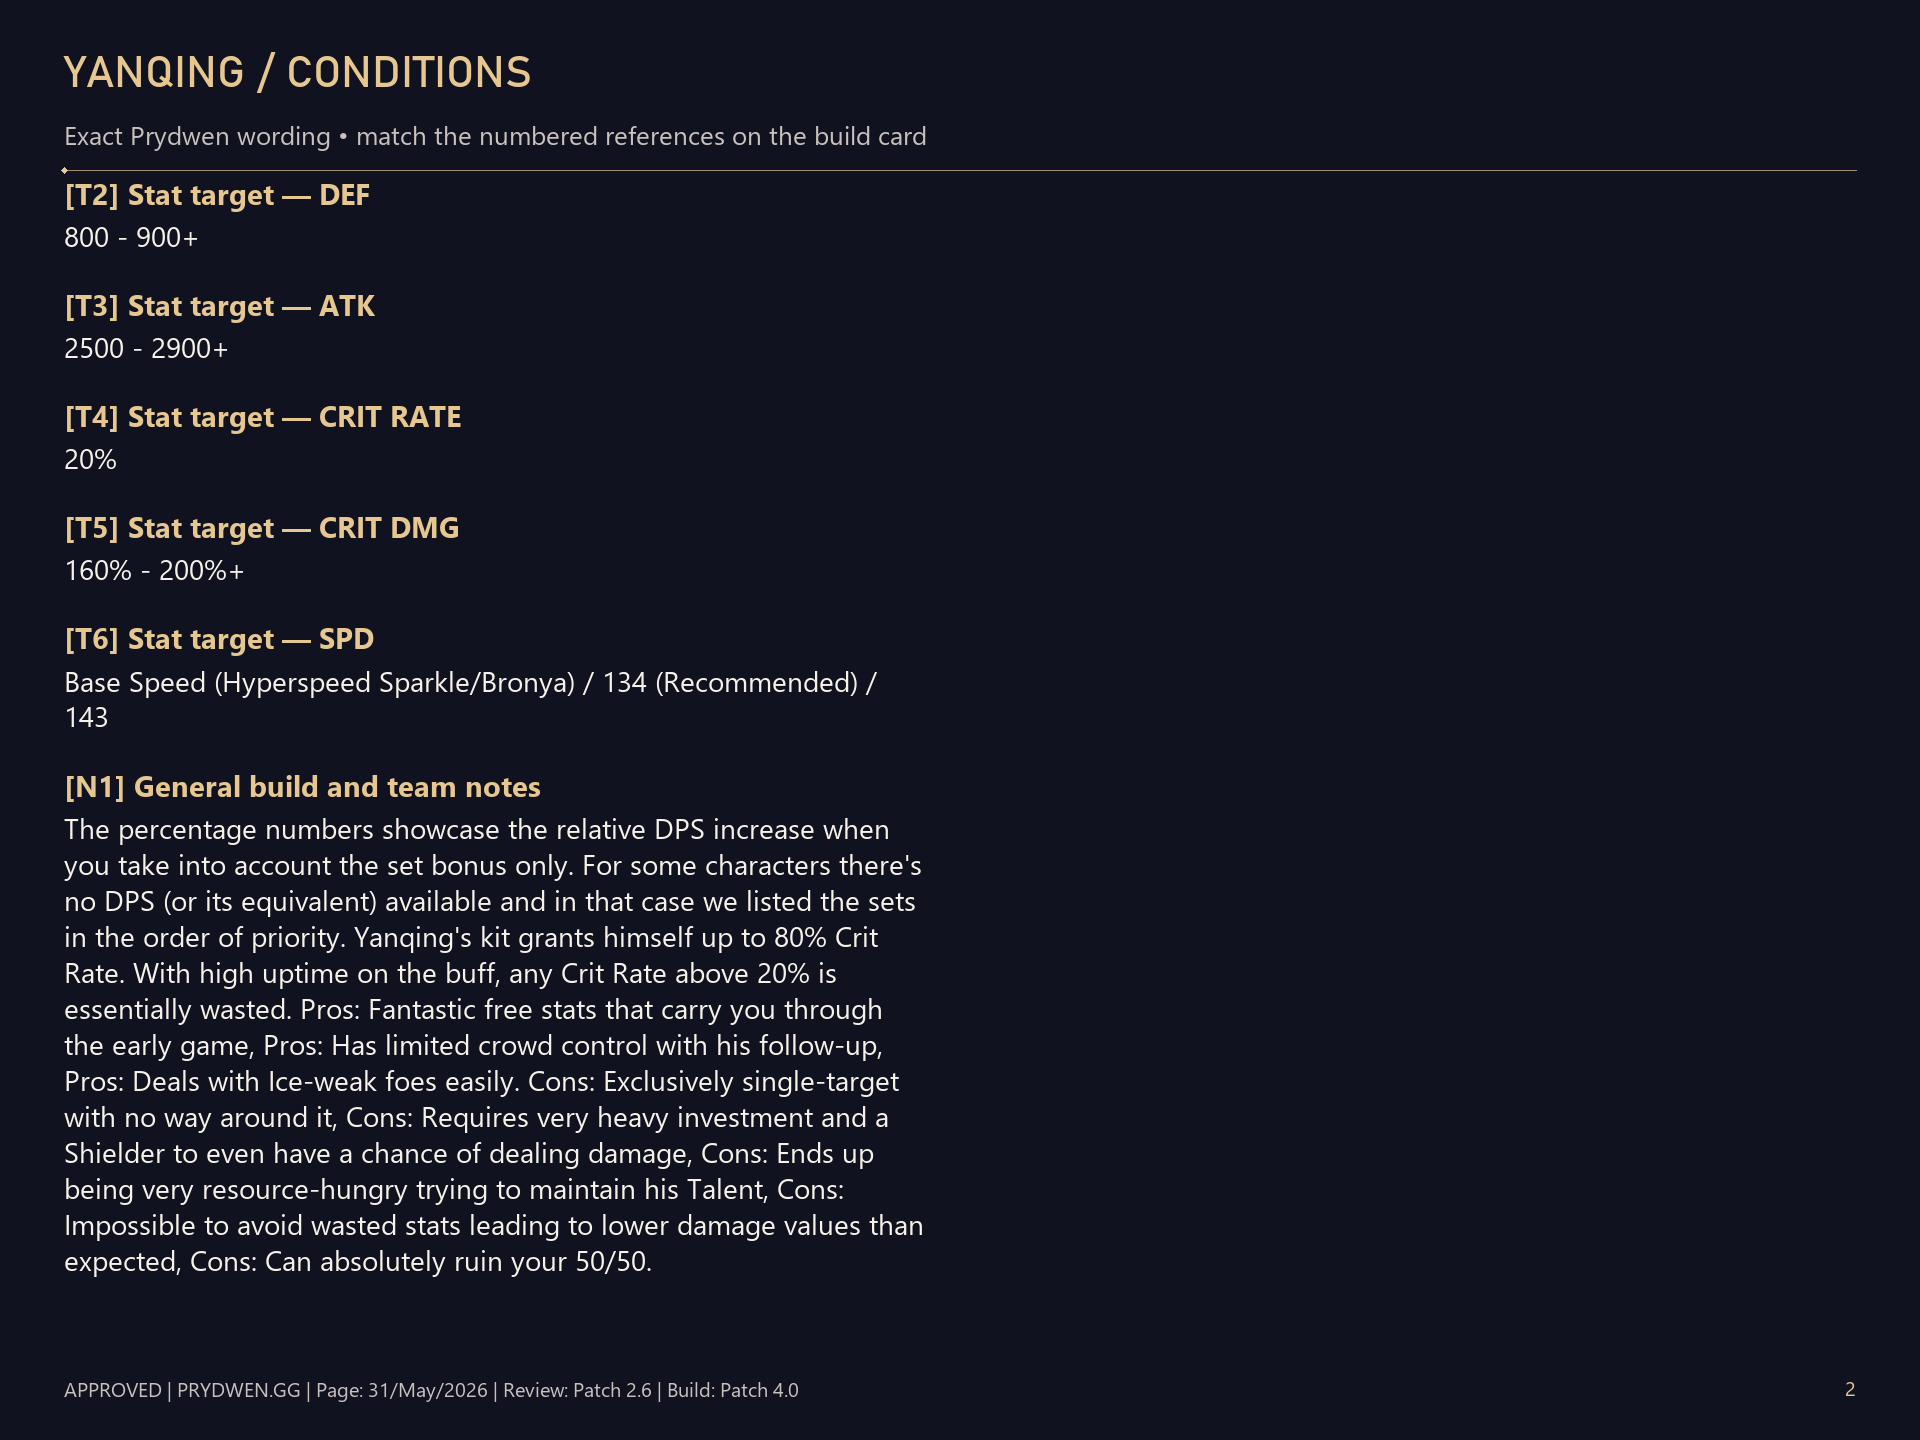 YANQING / CONDITIONS
Exact Prydwen wording • match the numbered references on the build card
[T2] Stat target — DEF
800 - 900+
[T3] Stat target — ATK
2500 - 2900+
[T4] Stat target — CRIT RATE
20%
[T5] Stat target — CRIT DMG
160% - 200%+
[T6] Stat target — SPD
Base Speed (Hyperspeed Sparkle/Bronya) / 134 (Recommended) /
143
[N1] General build and team notes
The percentage numbers showcase the relative DPS increase when
you take into account the set bonus only. For some characters there's
no DPS (or its equivalent) available and in that case we listed the sets
in the order of priority. Yanqing's kit grants himself up to 80% Crit
Rate. With high uptime on the buff, any Crit Rate above 20% is
essentially wasted. Pros: Fantastic free stats that carry you through
the early game, Pros: Has limited crowd control with his follow-up,
Pros: Deals with Ice-weak foes easily. Cons: Exclusively single-target
with no way around it, Cons: Requires very heavy investment and a
Shielder to even have a chance of dealing damage, Cons: Ends up
being very resource-hungry trying to maintain his Talent, Cons:
Impossible to avoid wasted stats leading to lower damage values than
expected, Cons: Can absolutely ruin your 50/50.
APPROVED | PRYDWEN.GG | Page: 31/May/2026 | Review: Patch 2.6 | Build: Patch 4.0
2